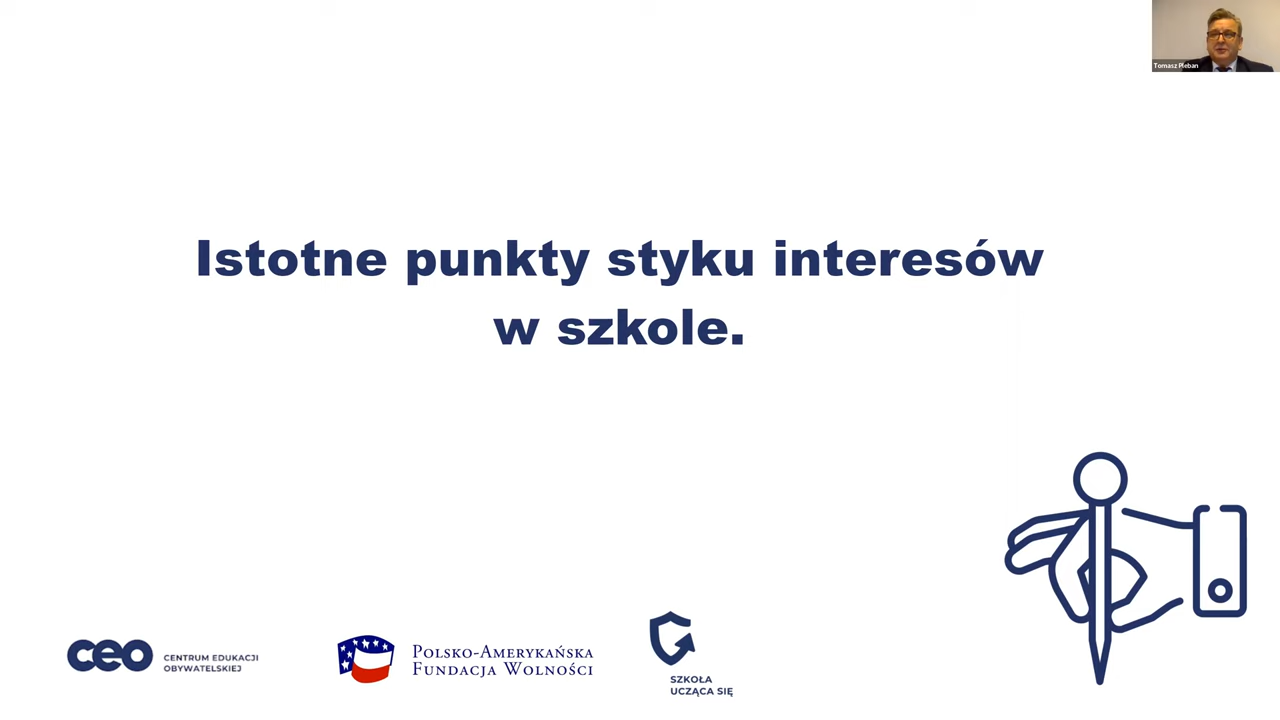 Tomasz Pleban
Istotne punkty styku interesów
w szkole.
ceo
CENTRUM EDUKACJI
OBYWATELSKIEJ
Polsko-Amerykańska
Fundacja Wolności
SZKOŁA
UCZĄCA SIĘ